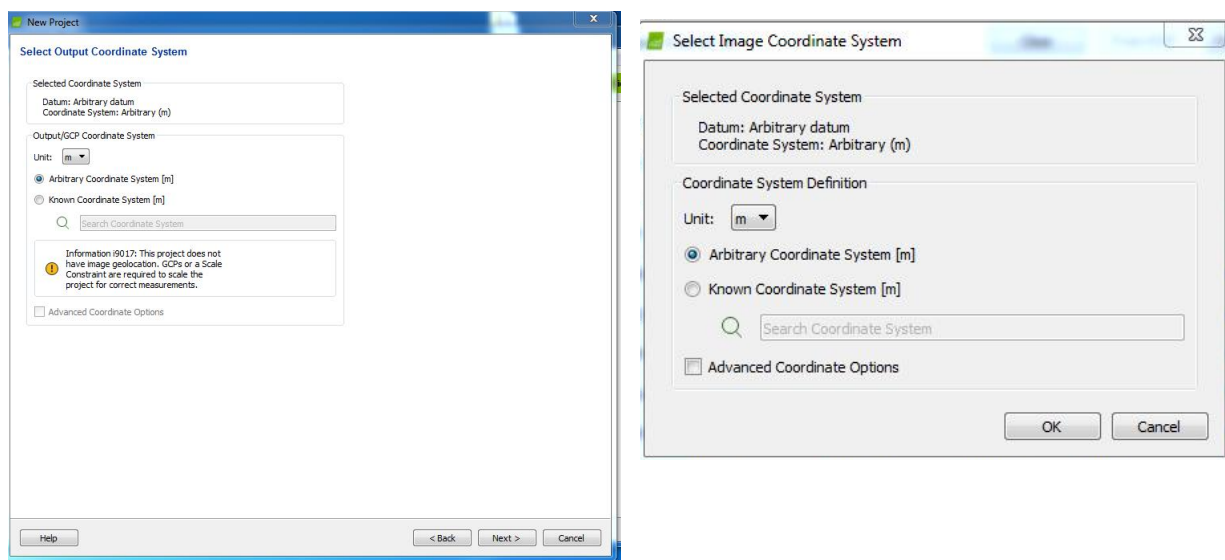 New Project
Select Output Coordinate System
Selected Coordinate System
Datum: Arbitrary datum
Coordinate System: Arbitrary (m)
Output/GCP Coordinate System
Unit: m
Arbitrary Coordinate System [m]
Known Coordinate System [m]
Search Coordinate System
Information i9017: This project does not
have image geolocation. GCPs or a Scale
Constraint are required to scale the
project for correct measurements.
Advanced Coordinate Options
Help
< Back
Next >
Cancel
Select Image Coordinate System
Selected Coordinate System
Datum: Arbitrary datum
Coordinate System: Arbitrary (m)
Coordinate System Definition
Unit: m
Arbitrary Coordinate System [m]
Known Coordinate System [m]
Search Coordinate System
Advanced Coordinate Options
OK
Cancel